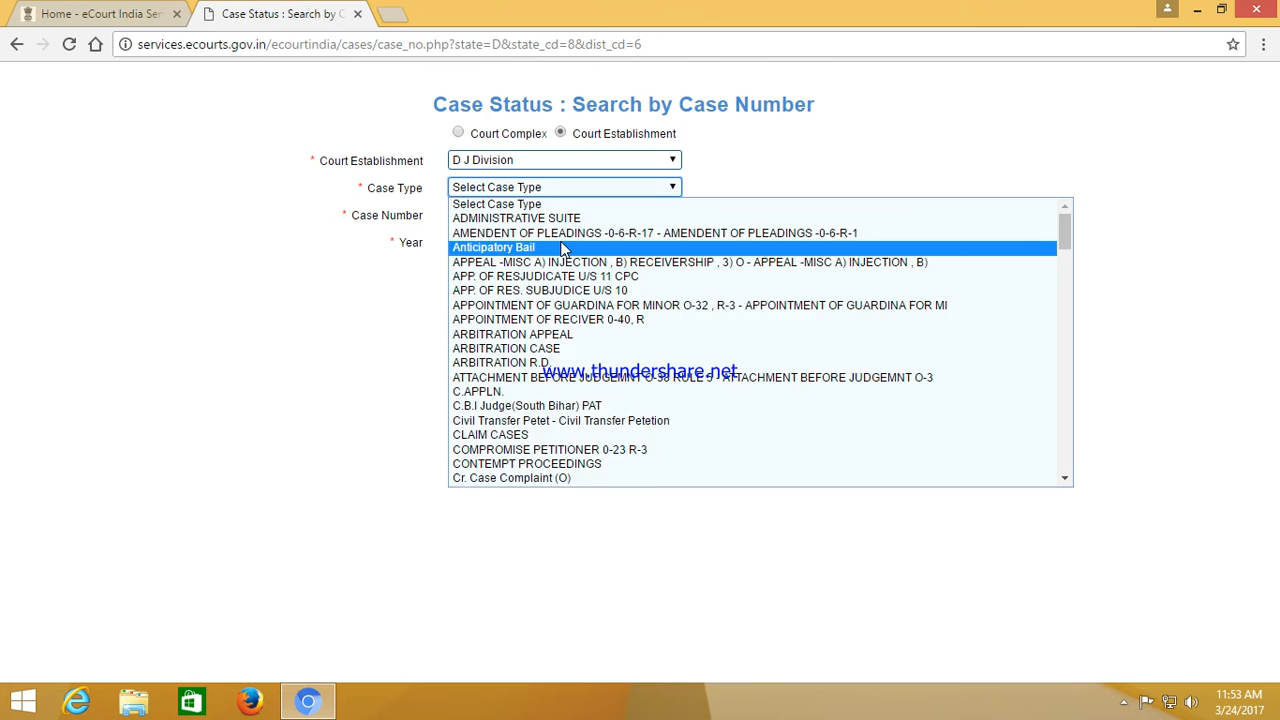 Home - eCourt India Ser
Case Status : Search by C
services.ecourts.gov.in/ecourtindia/cases/case_no.php?state=D&state_cd=8&dist_cd=6
Case Status : Search by Case Number
Court Complex Court Establishment
* Court Establishment D J Division
* Case Type Select Case Type
* Case Number
* Year
Select Case Type
ADMINISTRATIVE SUITE
AMENDENT OF PLEADINGS -0-6-R-17 - AMENDENT OF PLEADINGS -0-6-R-1
Anticipatory Bail
APPEAL -MISC A) INJECTION , B) RECEIVERSHIP , 3) O - APPEAL -MISC A) INJECTION , B)
APP. OF RESJUDICATE U/S 11 CPC
APP. OF RES. SUBJUDICE U/S 10
APPOINTMENT OF GUARDINA FOR MINOR O-32 , R-3 - APPOINTMENT OF GUARDINA FOR MI
APPOINTMENT OF RECIVER 0-40, R
ARBITRATION APPEAL
ARBITRATION CASE
ARBITRATION R.D.
www.thundershare.net
ATTACHMENT BEFORE JUDGEMNT O-38 RULE 5 - ATTACHMENT BEFORE JUDGEMNT O-3
C.APPLN.
C.B.I Judge(South Bihar) PAT
Civil Transfer Petet - Civil Transfer Petetion
CLAIM CASES
COMPROMISE PETITIONER 0-23 R-3
CONTEMPT PROCEEDINGS
Cr. Case Complaint (O)
11:53 AM
3/24/2017